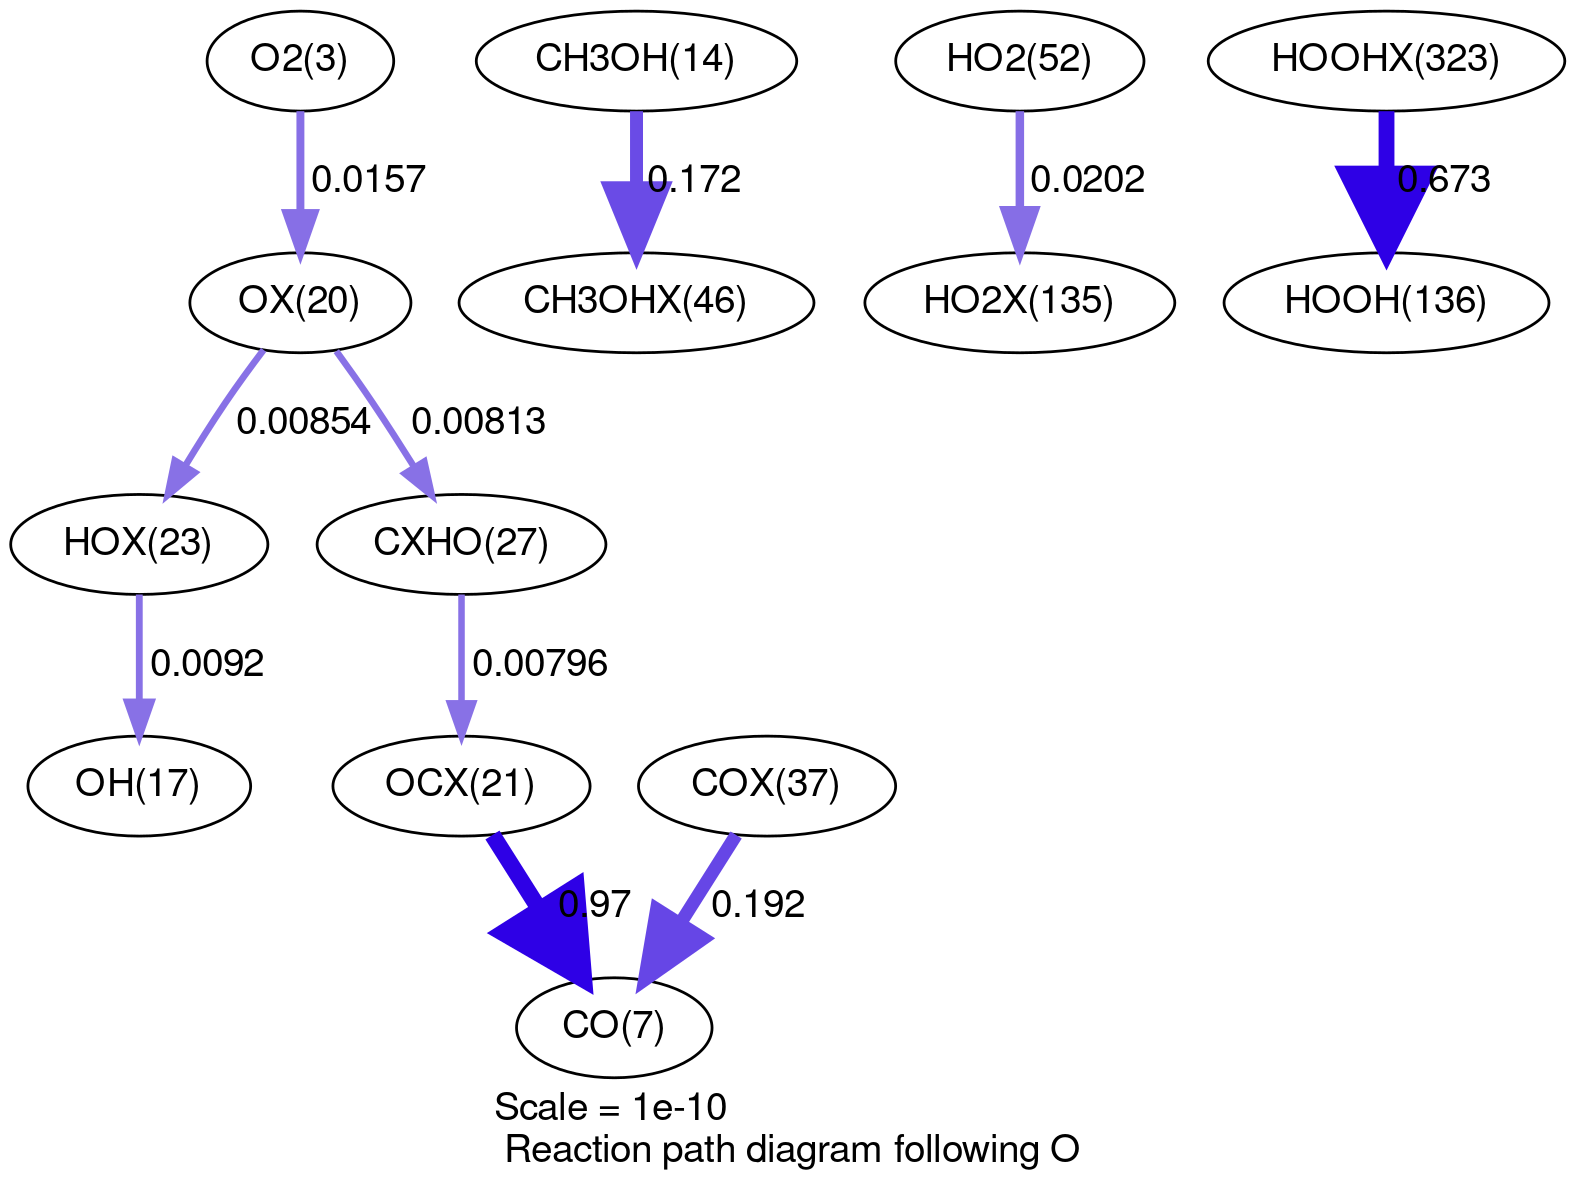 O2(3)
CH3OH(14)
HO2(52)
HOOHX(323)
0.0157
0.172
0.0202
0.673
OX(20)
CH3OHX(46)
HO2X(135)
HOOH(136)
0.00854
0.00813
HOX(23)
CXHO(27)
0.0092
0.00796
OH(17)
OCX(21)
COX(37)
0.97
0.192
CO(7)
Scale = 1e-10
Reaction path diagram following O